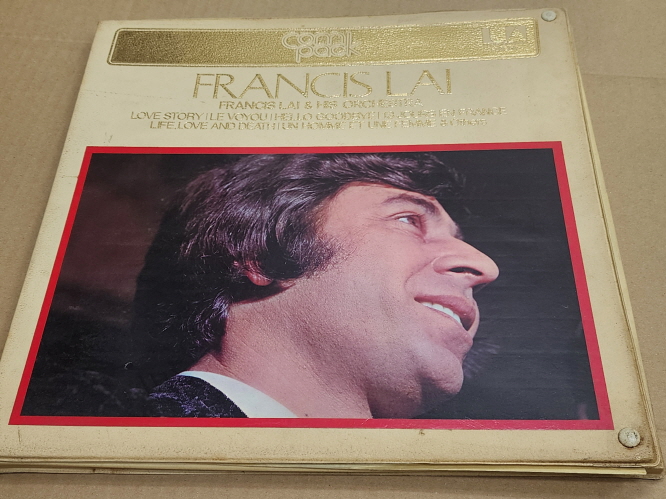 FRANCIS LAI
FRANCIS LAI & HIS ORCHESTRA
LOVE STORY | LE VOYOU | HELLO GOODBYE |
LIFE, LOVE AND DEATH | UN HOMME ET UNE FEMME & Others